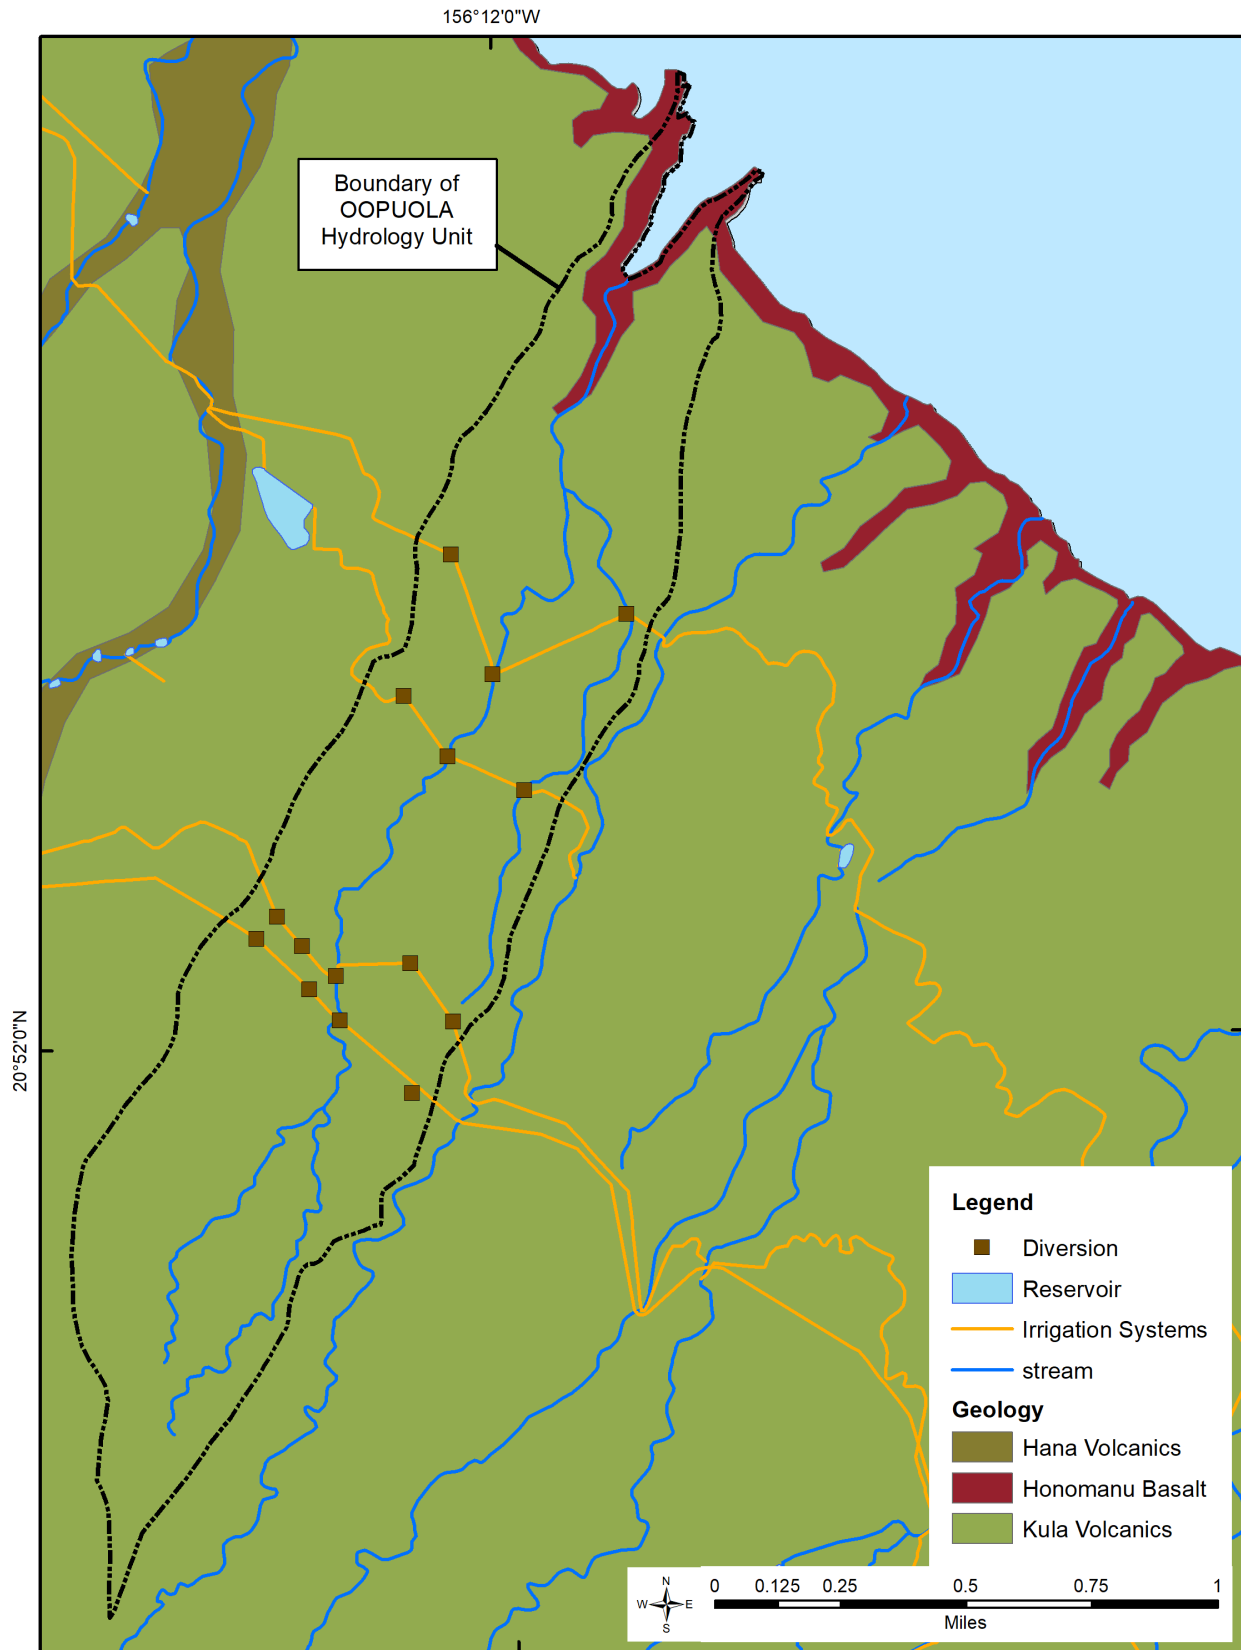 156°12'0"W
Boundary of
OOPUOLA
Hydrology Unit
20°52'0"N
Legend
Diversion
Reservoir
Irrigation Systems
stream
Geology
Hana Volcanics
Honomanu Basalt
Kula Volcanics
N
W E
S
0 0.125 0.25 0.5 0.75 1
Miles